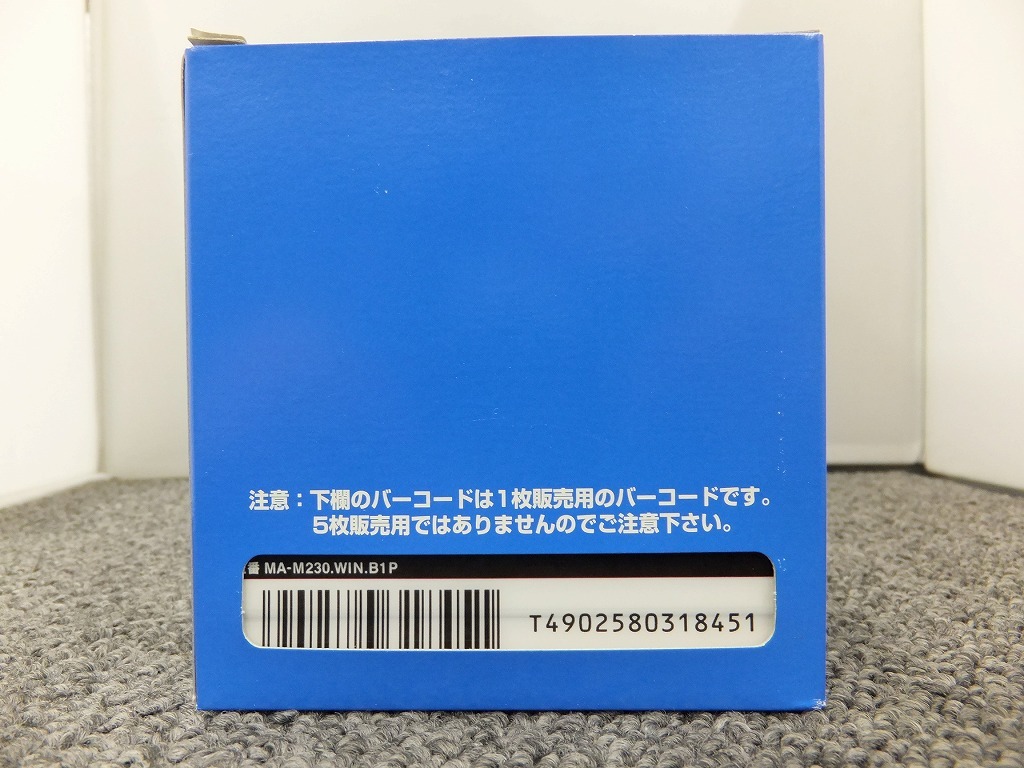 注意：下欄のバーコードは1枚販売用のバーコードです。
5枚販売用ではありませんのでご注意下さい。
番 MA-M230.WIN.B1P
T4902580318451